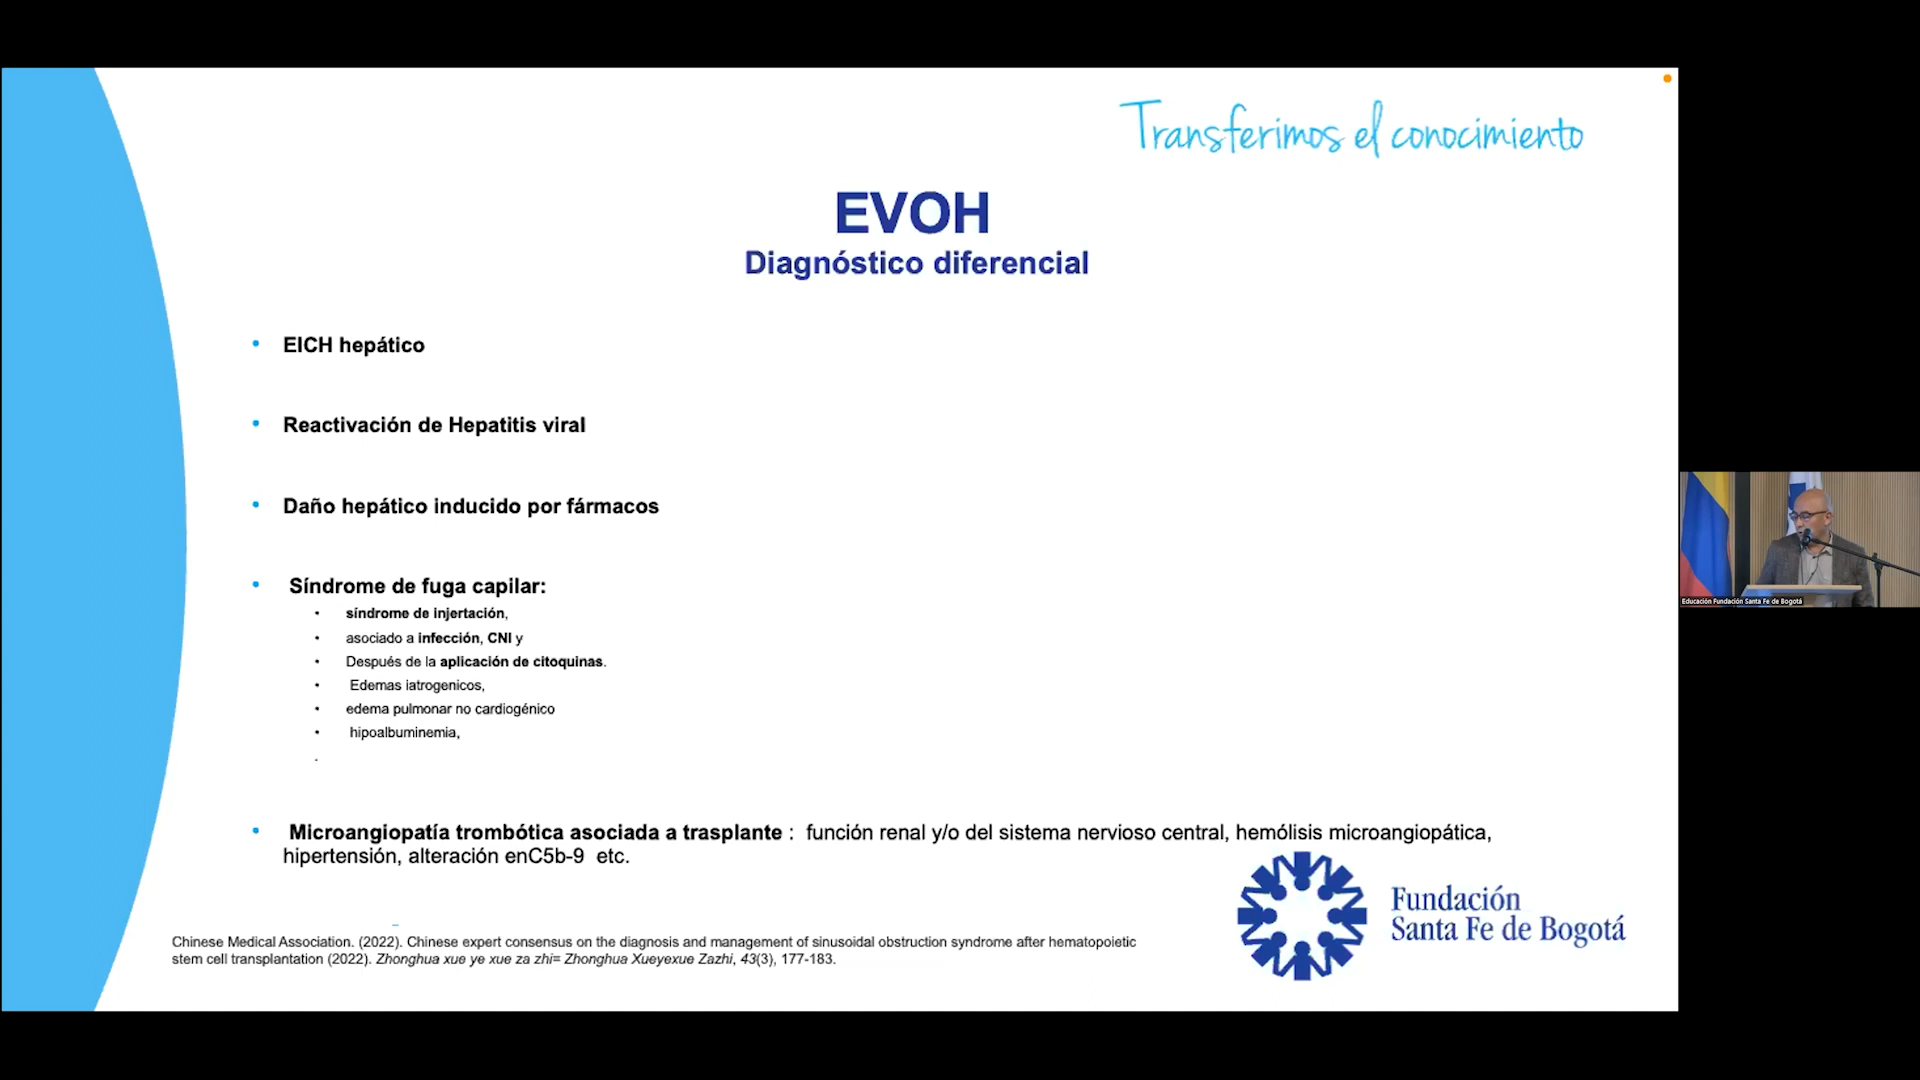 Transferimos el conocimiento
EVOH
Diagnóstico diferencial
• EICH hepático
• Reactivación de Hepatitis viral
• Daño hepático inducido por fármacos
• Síndrome de fuga capilar:
• síndrome de injertación,
• asociado a infección, CNI y
• Después de la aplicación de citoquinas.
• Edemas iatrogenicos,
• edema pulmonar no cardiogénico
• hipoalbuminemia,
.
• Microangiopatía trombótica asociada a trasplante : función renal y/o del sistema nervioso central, hemólisis microangiopática,
hipertensión, alteración enC5b-9 etc.
Chinese Medical Association. (2022). Chinese expert consensus on the diagnosis and management of sinusoidal obstruction syndrome after hematopoietic
stem cell transplantation (2022). Zhonghua xue ye xue za zhi= Zhonghua Xueyexue Zazhi, 43(3), 177-183.
Fundación
Santa Fe de Bogotá
Educación Fundación Santa Fe de Bogotá